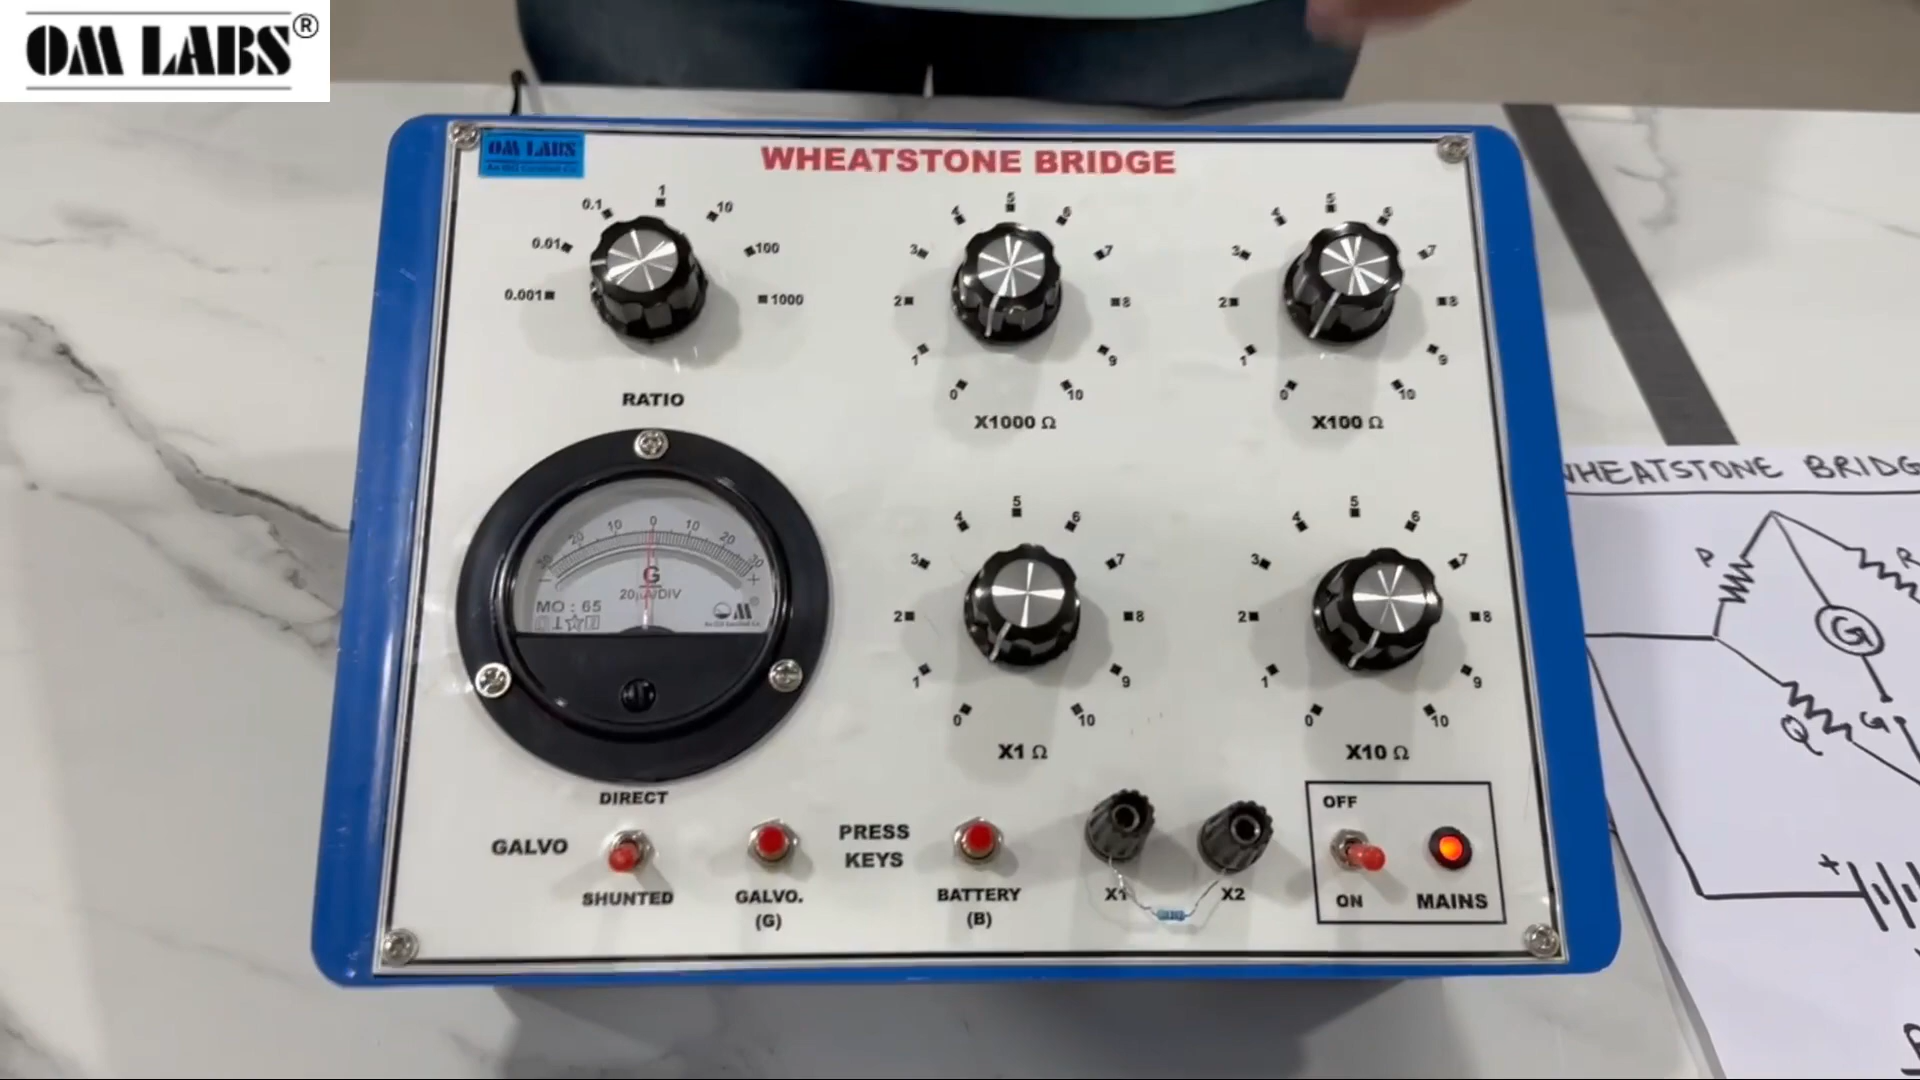 OM LABS®
OM LABS
WHEATSTONE BRIDGE
0.001 0.01 0.1 1 10 100 1000
RATIO
0 1 2 3 4 5 6 7 8 9 10
X1000 Ω
0 1 2 3 4 5 6 7 8 9 10
X100 Ω
30 20 10 0 10 20 30
- +
G
20µA/DIV
MO : 65
OM®
0 1 2 3 4 5 6 7 8 9 10
X1 Ω
0 1 2 3 4 5 6 7 8 9 10
X10 Ω
DIRECT
GALVO
SHUNTED
GALVO.
(G)
PRESS
KEYS
BATTERY
(B)
X1
X2
OFF
ON
MAINS
WHEATSTONE BRIDG
P
R
G
Q
G
+